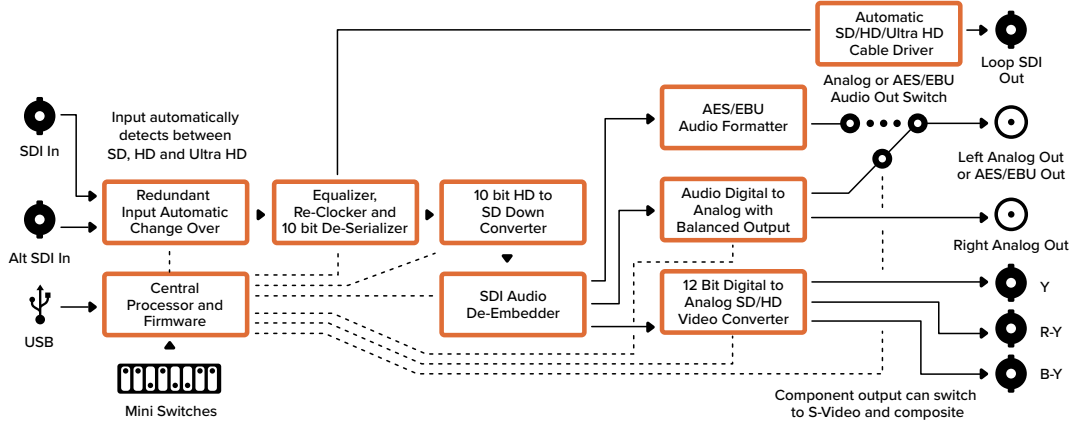 Automatic
SD/HD/Ultra HD
Cable Driver
Loop SDI
Out
Analog or AES/EBU
Audio Out Switch
SDI In
Input automatically
detects between
SD, HD and Ultra HD
AES/EBU
Audio Formatter
Left Analog Out
or AES/EBU Out
Alt SDI In
Redundant
Input Automatic
Change Over
Equalizer,
Re-Clocker and
10 bit De-Serializer
10 bit HD to
SD Down
Converter
Audio Digital to
Analog with
Balanced Output
Right Analog Out
USB
Central
Processor and
Firmware
SDI Audio
De-Embedder
12 Bit Digital to
Analog SD/HD
Video Converter
Y
R-Y
B-Y
Mini Switches
Component output can switch
to S-Video and composite